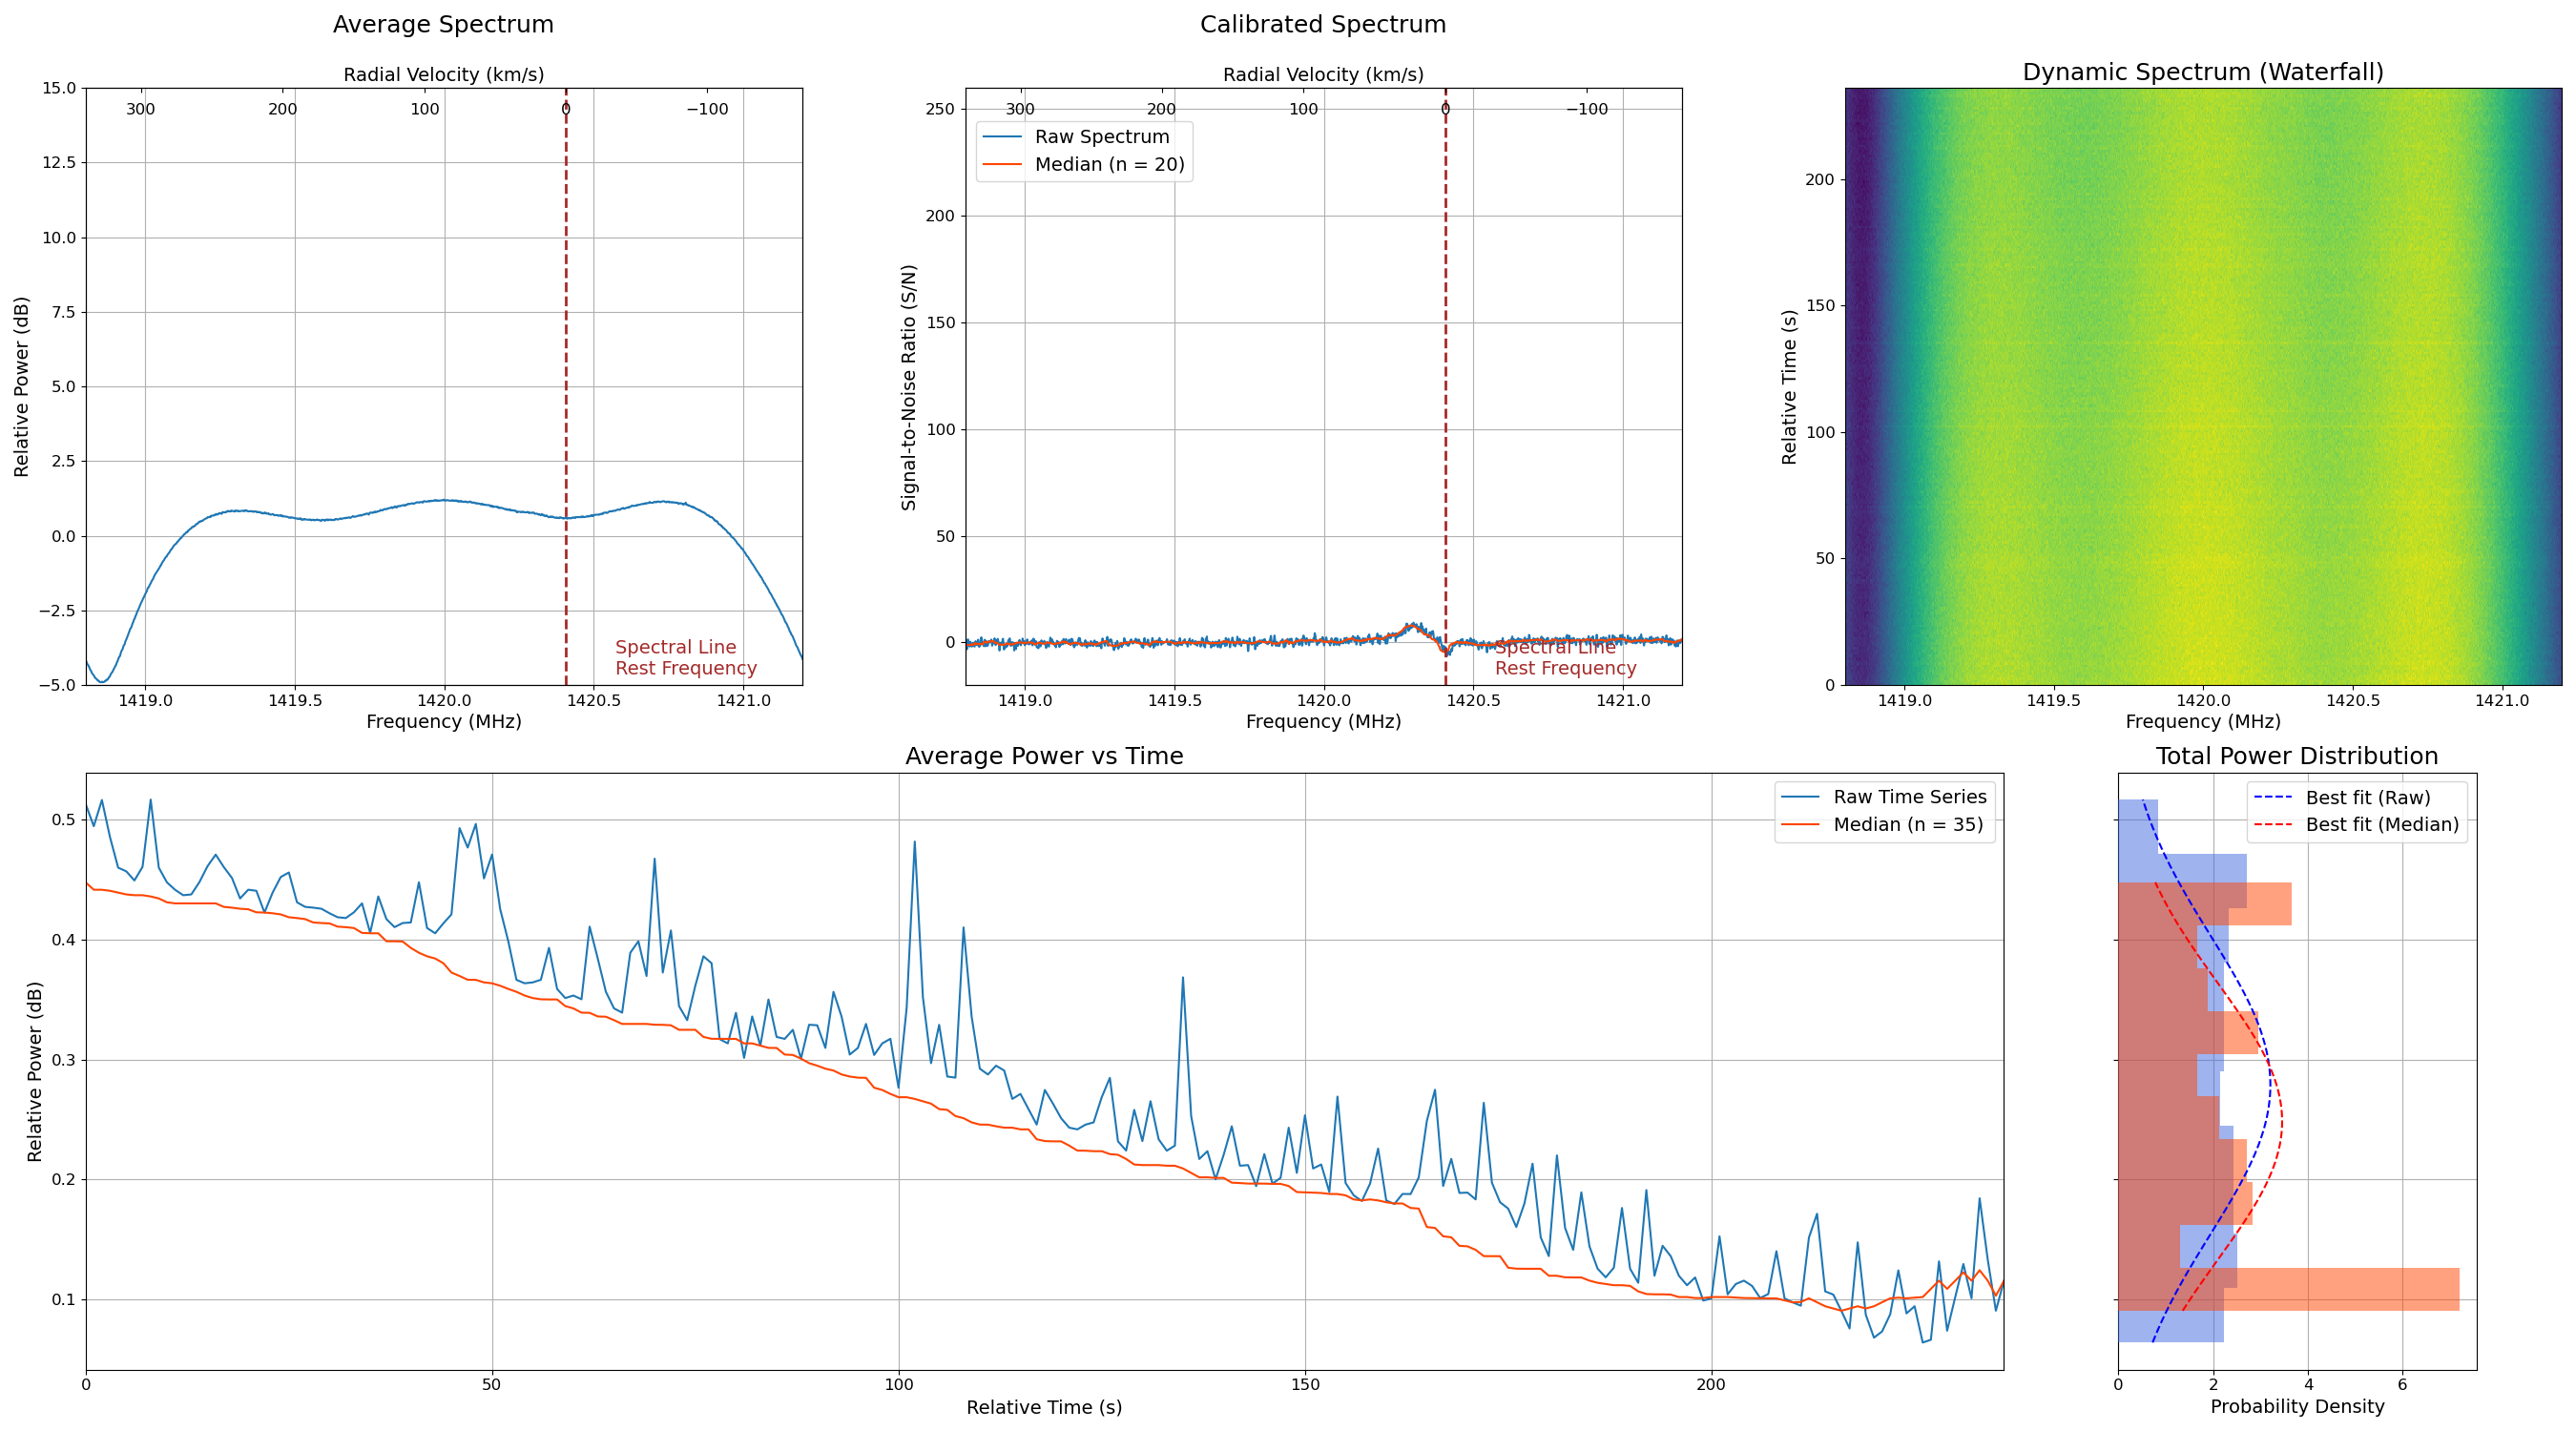 Average Spectrum
Radial Velocity (km/s)
300 200 100 0 −100
15.0
12.5
10.0
7.5
5.0
2.5
0.0
−2.5
−5.0
Relative Power (dB)
Spectral Line
Rest Frequency
1419.0 1419.5 1420.0 1420.5 1421.0
Frequency (MHz)
Calibrated Spectrum
Radial Velocity (km/s)
300 200 100 0 −100
Raw Spectrum
Median (n = 20)
250
200
150
100
50
0
Signal-to-Noise Ratio (S/N)
Spectral Line
Rest Frequency
1419.0 1419.5 1420.0 1420.5 1421.0
Frequency (MHz)
Dynamic Spectrum (Waterfall)
200
150
100
50
0
Relative Time (s)
1419.0 1419.5 1420.0 1420.5 1421.0
Frequency (MHz)
Average Power vs Time
Raw Time Series
Median (n = 35)
0.5
0.4
0.3
0.2
0.1
Relative Power (dB)
0 50 100 150 200
Relative Time (s)
Total Power Distribution
Best fit (Raw)
Best fit (Median)
0 2 4 6
Probability Density